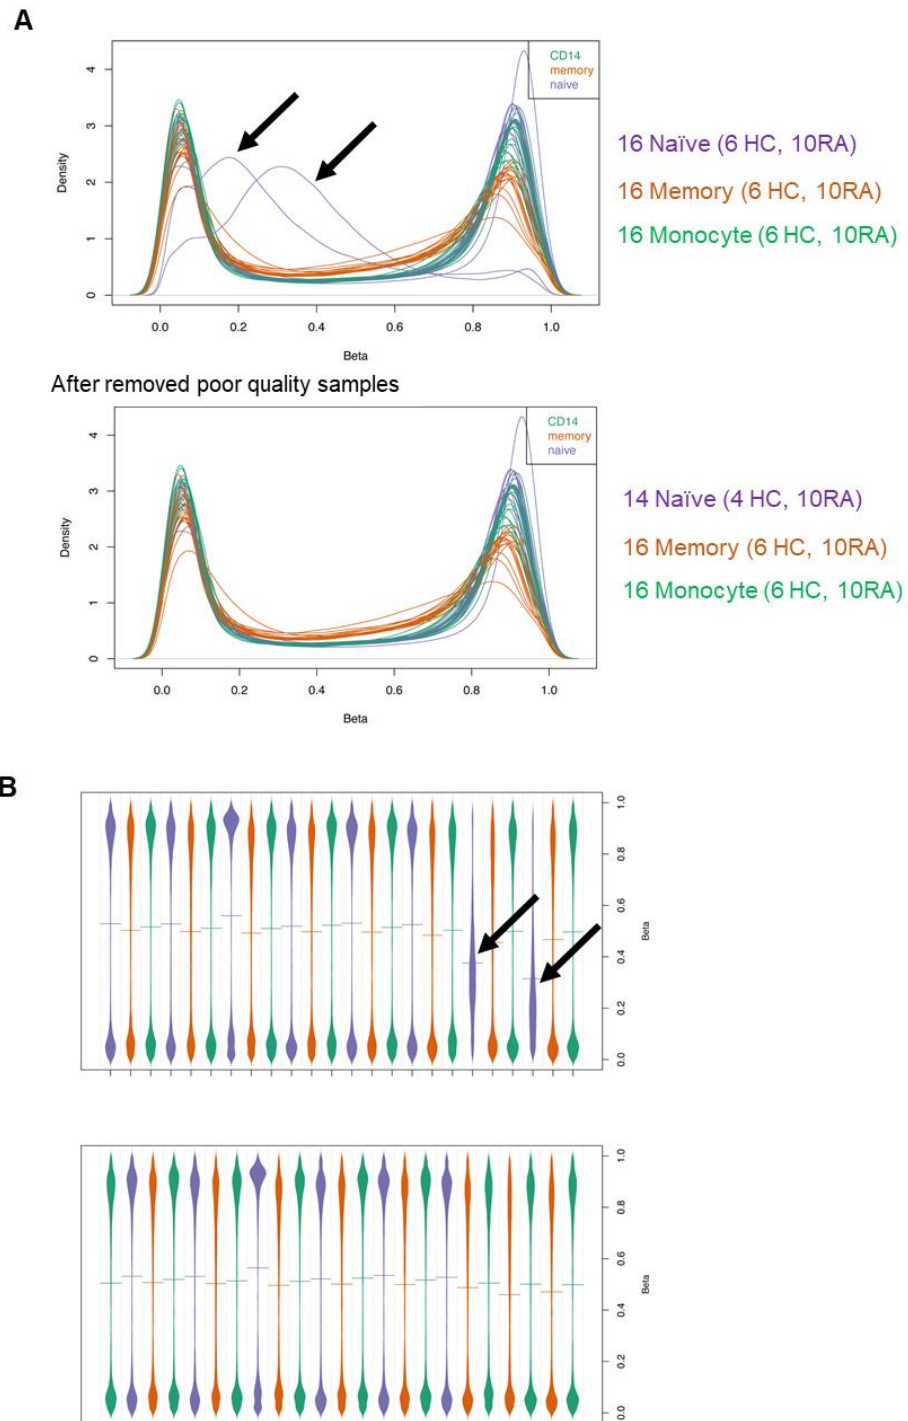 A
4
3
2
1
0
Density
CD14
memory
naive
0.0 0.2 0.4 0.6 0.8 1.0
Beta
16 Naïve (6 HC, 10RA)
16 Memory (6 HC, 10RA)
16 Monocyte (6 HC, 10RA)
After removed poor quality samples
4
3
2
1
0
Density
CD14
memory
naive
0.0 0.2 0.4 0.6 0.8 1.0
Beta
14 Naïve (4 HC, 10RA)
16 Memory (6 HC, 10RA)
16 Monocyte (6 HC, 10RA)
B
1.0
0.8
0.6
0.4
0.2
0.0
Beta
1.0
0.8
0.6
0.4
0.2
0.0
Beta